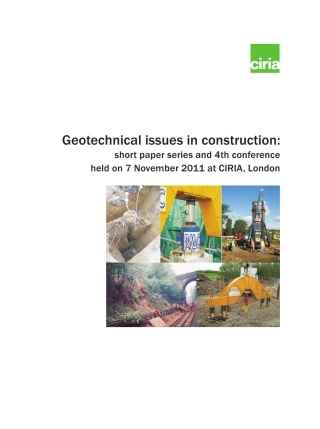 ciria
Geotechnical issues in construction:
short paper series and 4th conference
held on 7 November 2011 at CIRIA, London